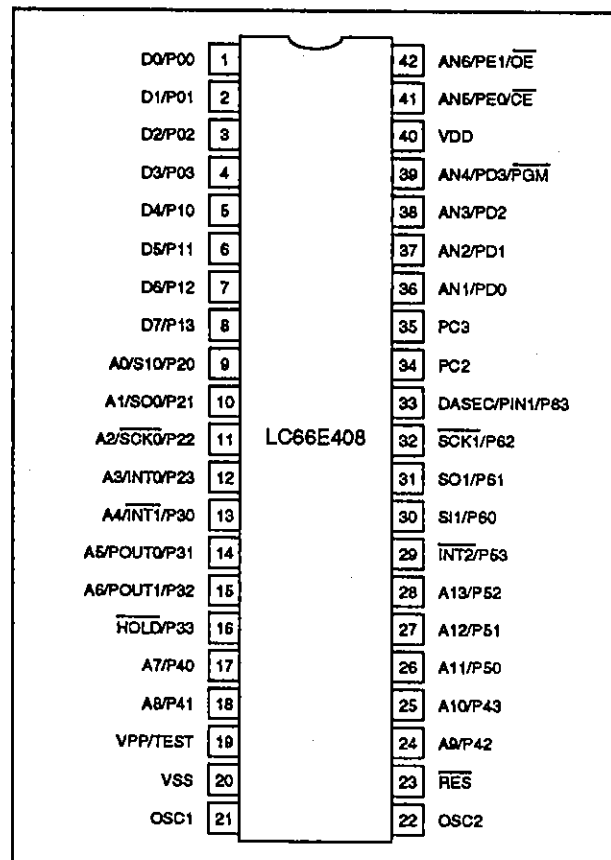 D0/P00 1 42 AN6/PE1/OE
D1/P01 2 41 AN5/PE0/CE
D2/P02 3 40 VDD
D3/P03 4 39 AN4/PD3/PGM
D4/P10 5 38 AN3/PD2
D5/P11 6 37 AN2/PD1
D6/P12 7 36 AN1/PD0
D7/P13 8 35 PC3
A0/S10/P20 9 34 PC2
A1/SO0/P21 10 33 DASEC/PIN1/P63
A2/SCK0/P22 11 LC66E408 32 SCK1/P62
A3/INT0/P23 12 31 SO1/P61
A4/INT1/P30 13 30 SI1/P60
A5/POUT0/P31 14 29 INT2/P53
A6/POUT1/P32 15 28 A13/P52
HOLD/P33 16 27 A12/P51
A7/P40 17 26 A11/P50
A8/P41 18 25 A10/P43
VPP/TEST 19 24 A9/P42
VSS 20 23 RES
OSC1 21 22 OSC2